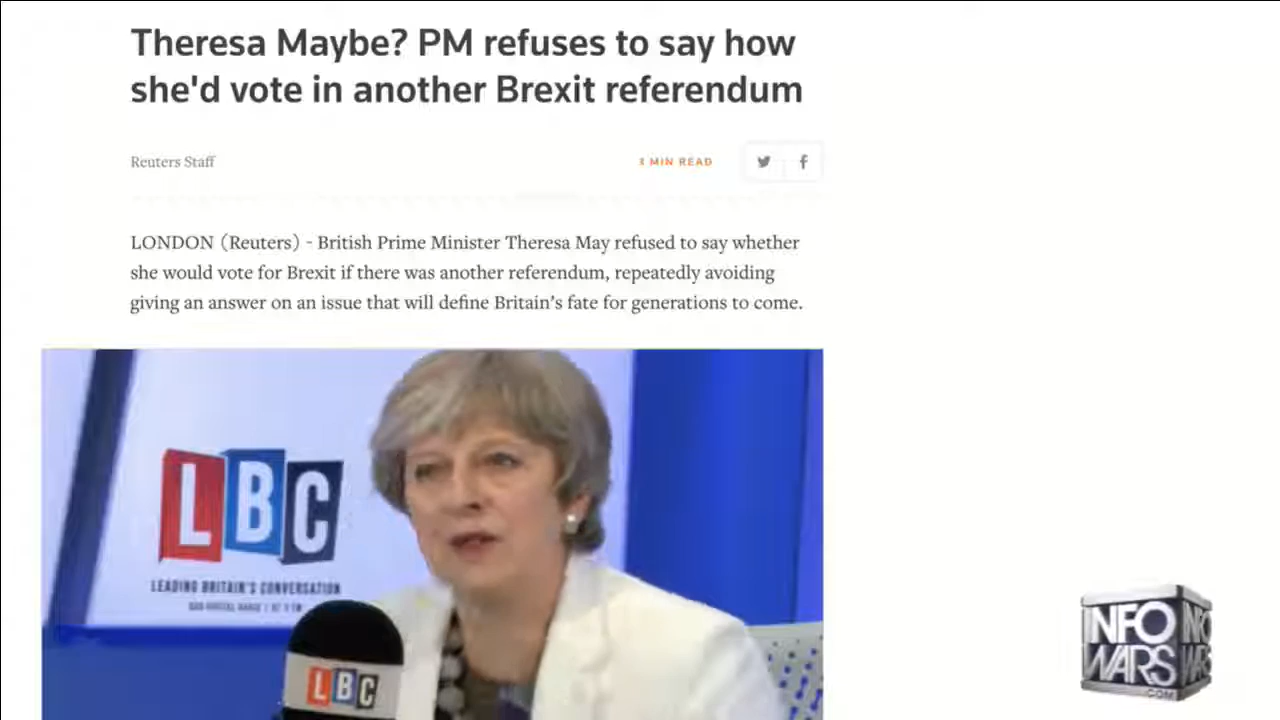 Theresa Maybe? PM refuses to say how
she'd vote in another Brexit referendum
Reuters Staff
MIN READ
LONDON (Reuters) - British Prime Minister Theresa May refused to say whether
she would vote for Brexit if there was another referendum, repeatedly avoiding
giving an answer on an issue that will define Britain's fate for generations to come.
LBC
LEADING BRITAIN'S CONVERSATION
LBC
INFO
WARS
.COM